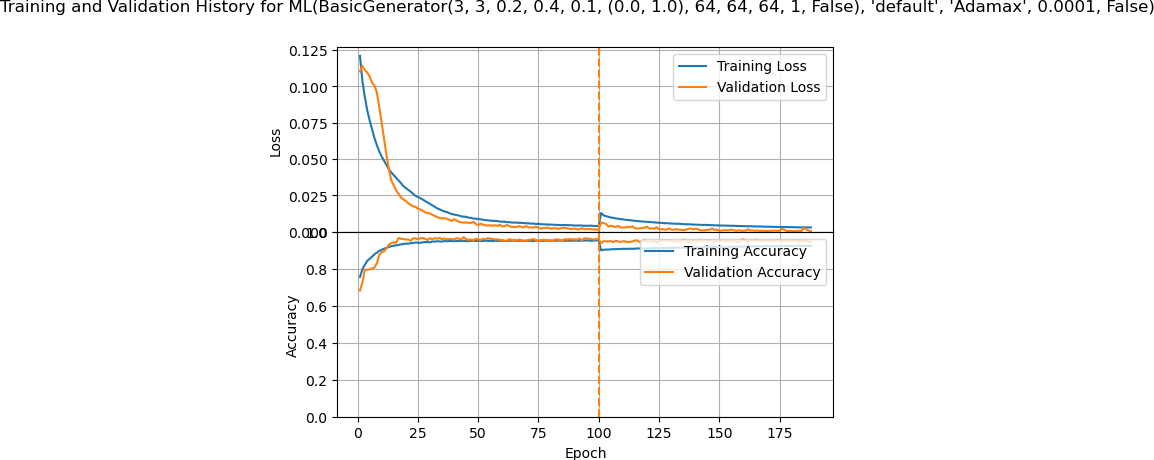 Training and Validation History for ML(BasicGenerator(3, 3, 0.2, 0.4, 0.1, (0.0, 1.0), 64, 64, 64, 1, False), 'default', 'Adamax', 0.0001, False)
0.125
0.100
0.075
0.050
0.025
0.000
Loss
Training Loss
Validation Loss
1.0
0.8
0.6
0.4
0.2
0.0
Accuracy
Training Accuracy
Validation Accuracy
0 25 50 75 100 125 150 175
Epoch